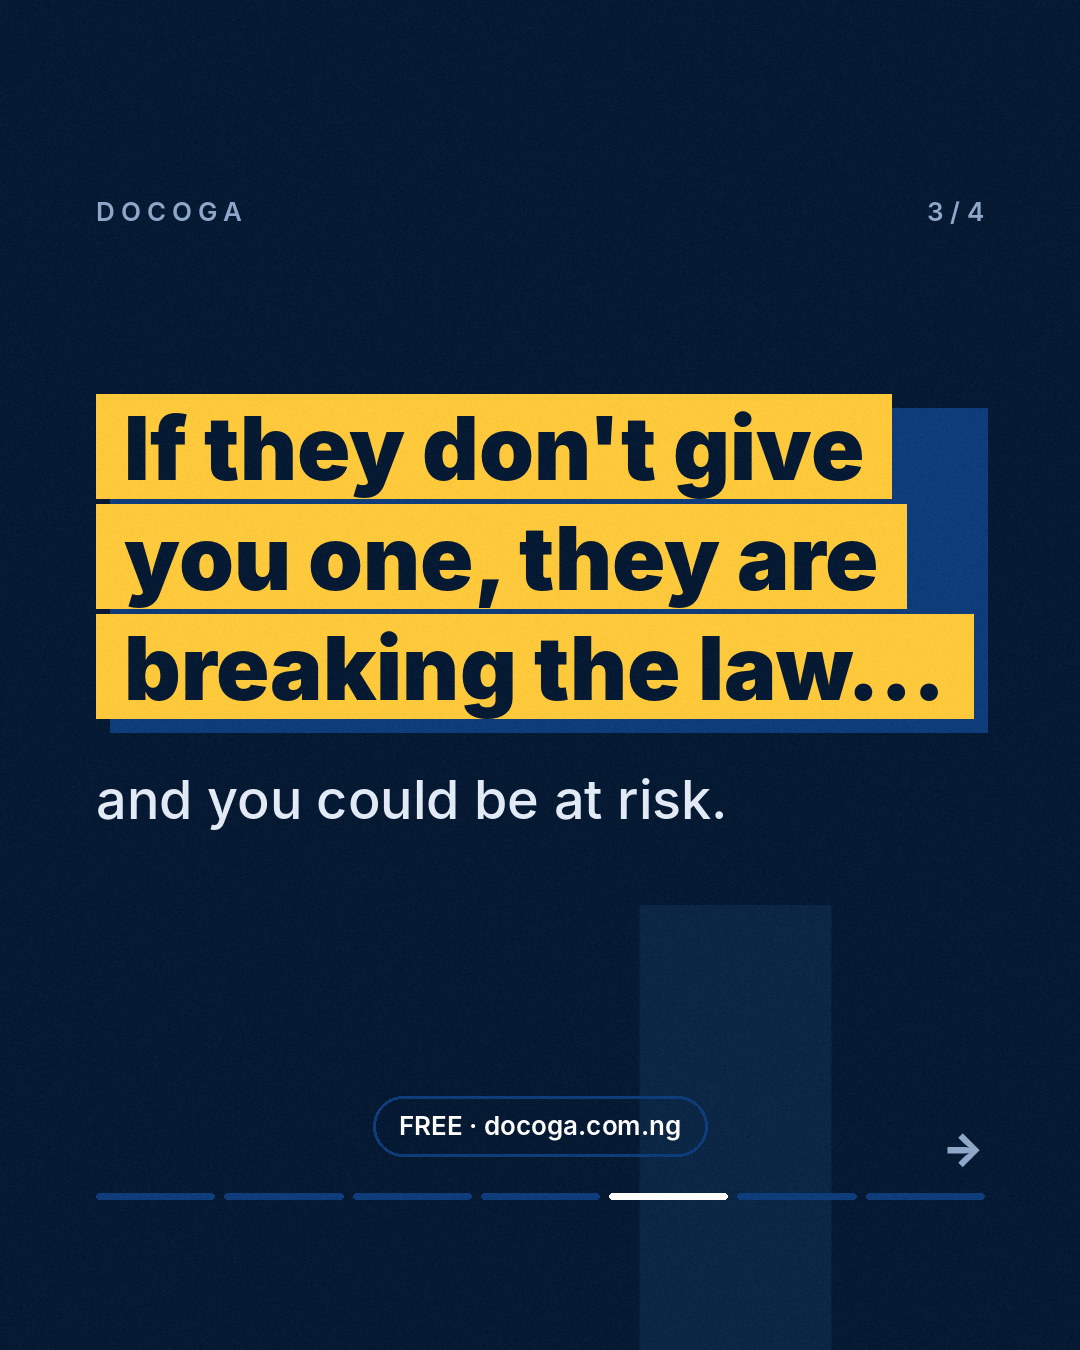 DOCOGA
3 / 4
If they don't give
you one, they are
breaking the law...
and you could be at risk.
FREE · docoga.com.ng